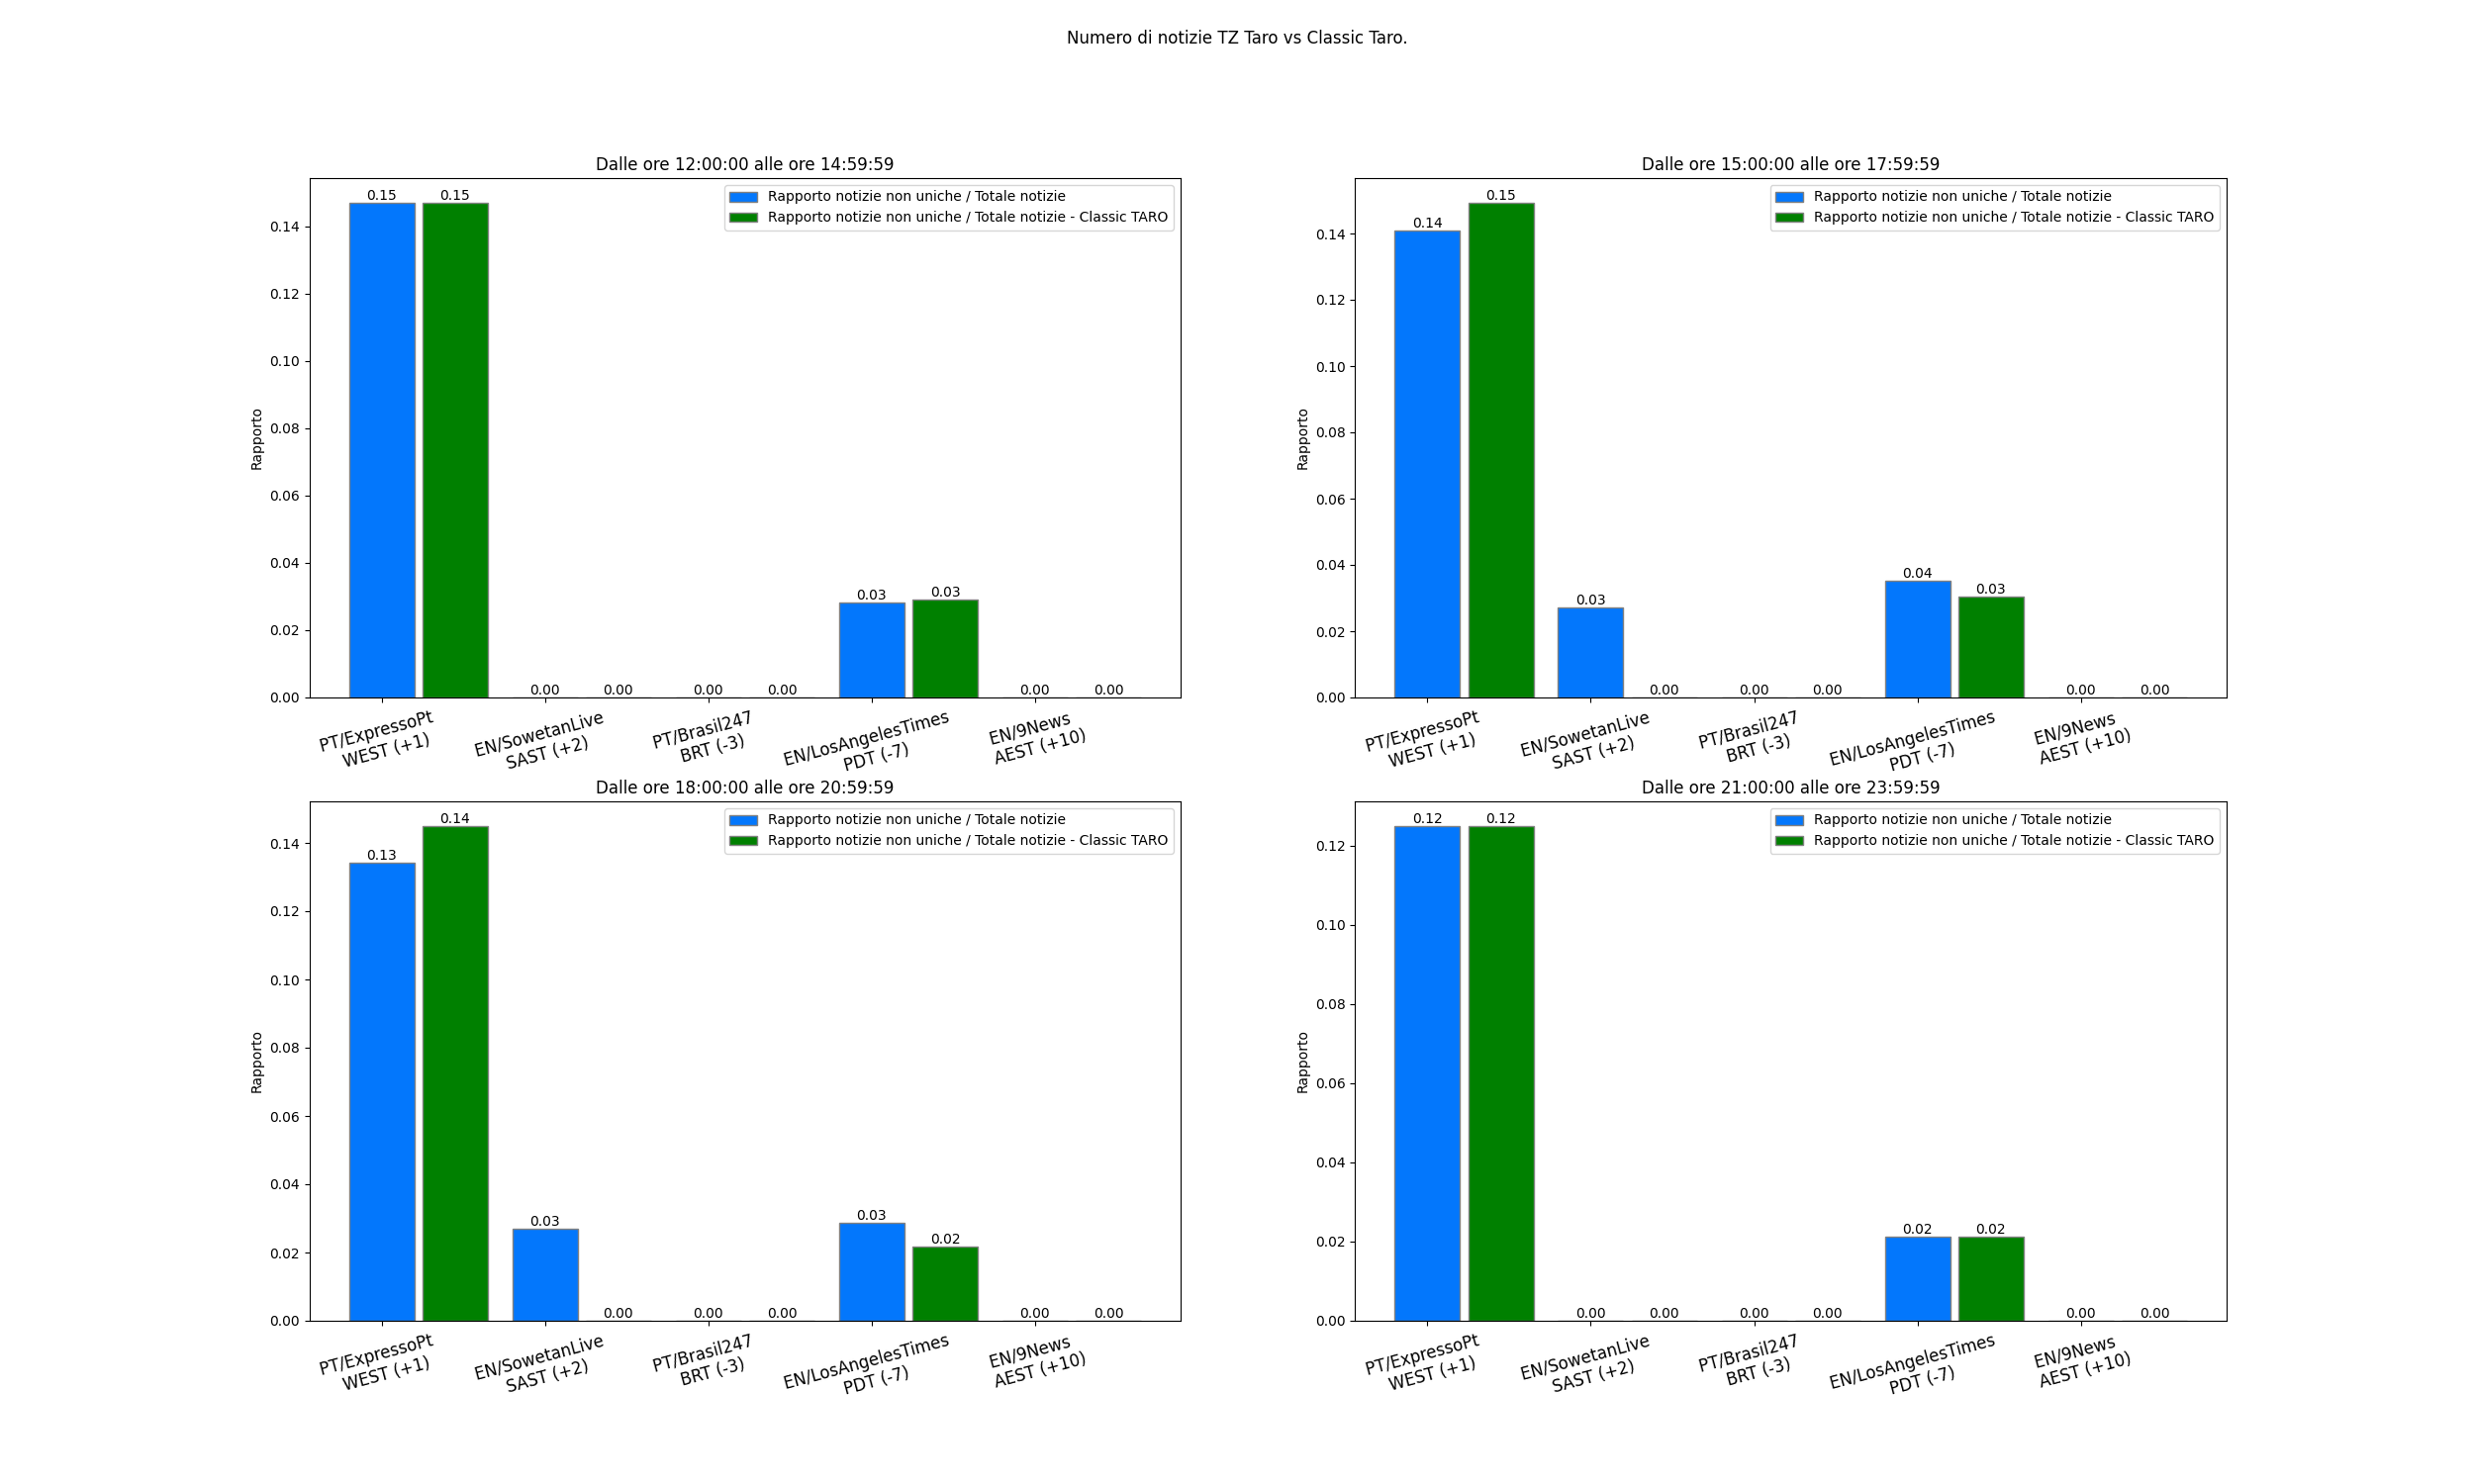 Numero di notizie TZ Taro vs Classic Taro.
Dalle ore 12:00:00 alle ore 14:59:59
Rapporto notizie non uniche / Totale notizie
Rapporto notizie non uniche / Totale notizie - Classic TARO
Rapporto
0.14
0.12
0.10
0.08
0.06
0.04
0.02
0.00
0.15
0.15
0.00
0.00
0.00
0.00
0.03
0.03
0.00
0.00
PT/ExpressoPt
WEST (+1)
EN/SowetanLive
SAST (+2)
PT/Brasil247
BRT (-3)
EN/LosAngelesTimes
PDT (-7)
EN/9News
AEST (+10)
Dalle ore 15:00:00 alle ore 17:59:59
Rapporto notizie non uniche / Totale notizie
Rapporto notizie non uniche / Totale notizie - Classic TARO
Rapporto
0.14
0.12
0.10
0.08
0.06
0.04
0.02
0.00
0.14
0.15
0.03
0.00
0.00
0.00
0.04
0.03
0.00
0.00
PT/ExpressoPt
WEST (+1)
EN/SowetanLive
SAST (+2)
PT/Brasil247
BRT (-3)
EN/LosAngelesTimes
PDT (-7)
EN/9News
AEST (+10)
Dalle ore 18:00:00 alle ore 20:59:59
Rapporto notizie non uniche / Totale notizie
Rapporto notizie non uniche / Totale notizie - Classic TARO
Rapporto
0.14
0.12
0.10
0.08
0.06
0.04
0.02
0.00
0.13
0.14
0.03
0.00
0.00
0.00
0.03
0.02
0.00
0.00
PT/ExpressoPt
WEST (+1)
EN/SowetanLive
SAST (+2)
PT/Brasil247
BRT (-3)
EN/LosAngelesTimes
PDT (-7)
EN/9News
AEST (+10)
Dalle ore 21:00:00 alle ore 23:59:59
Rapporto notizie non uniche / Totale notizie
Rapporto notizie non uniche / Totale notizie - Classic TARO
Rapporto
0.12
0.10
0.08
0.06
0.04
0.02
0.00
0.12
0.12
0.00
0.00
0.00
0.00
0.02
0.02
0.00
0.00
PT/ExpressoPt
WEST (+1)
EN/SowetanLive
SAST (+2)
PT/Brasil247
BRT (-3)
EN/LosAngelesTimes
PDT (-7)
EN/9News
AEST (+10)